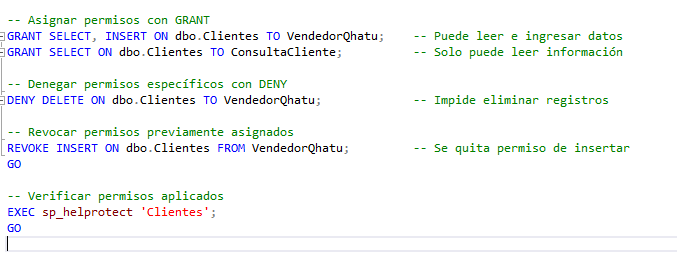 -- Asignar permisos con GRANT
GRANT SELECT, INSERT ON dbo.Clientes TO VendedorQhatu;    -- Puede leer e ingresar datos
GRANT SELECT ON dbo.Clientes TO ConsultaCliente;          -- Solo puede leer información
-- Denegar permisos específicos con DENY
DENY DELETE ON dbo.Clientes TO VendedorQhatu;             -- Impide eliminar registros
-- Revocar permisos previamente asignados
REVOKE INSERT ON dbo.Clientes FROM VendedorQhatu;         -- Se quita permiso de insertar
GO
-- Verificar permisos aplicados
EXEC sp_helprotect 'Clientes';
GO